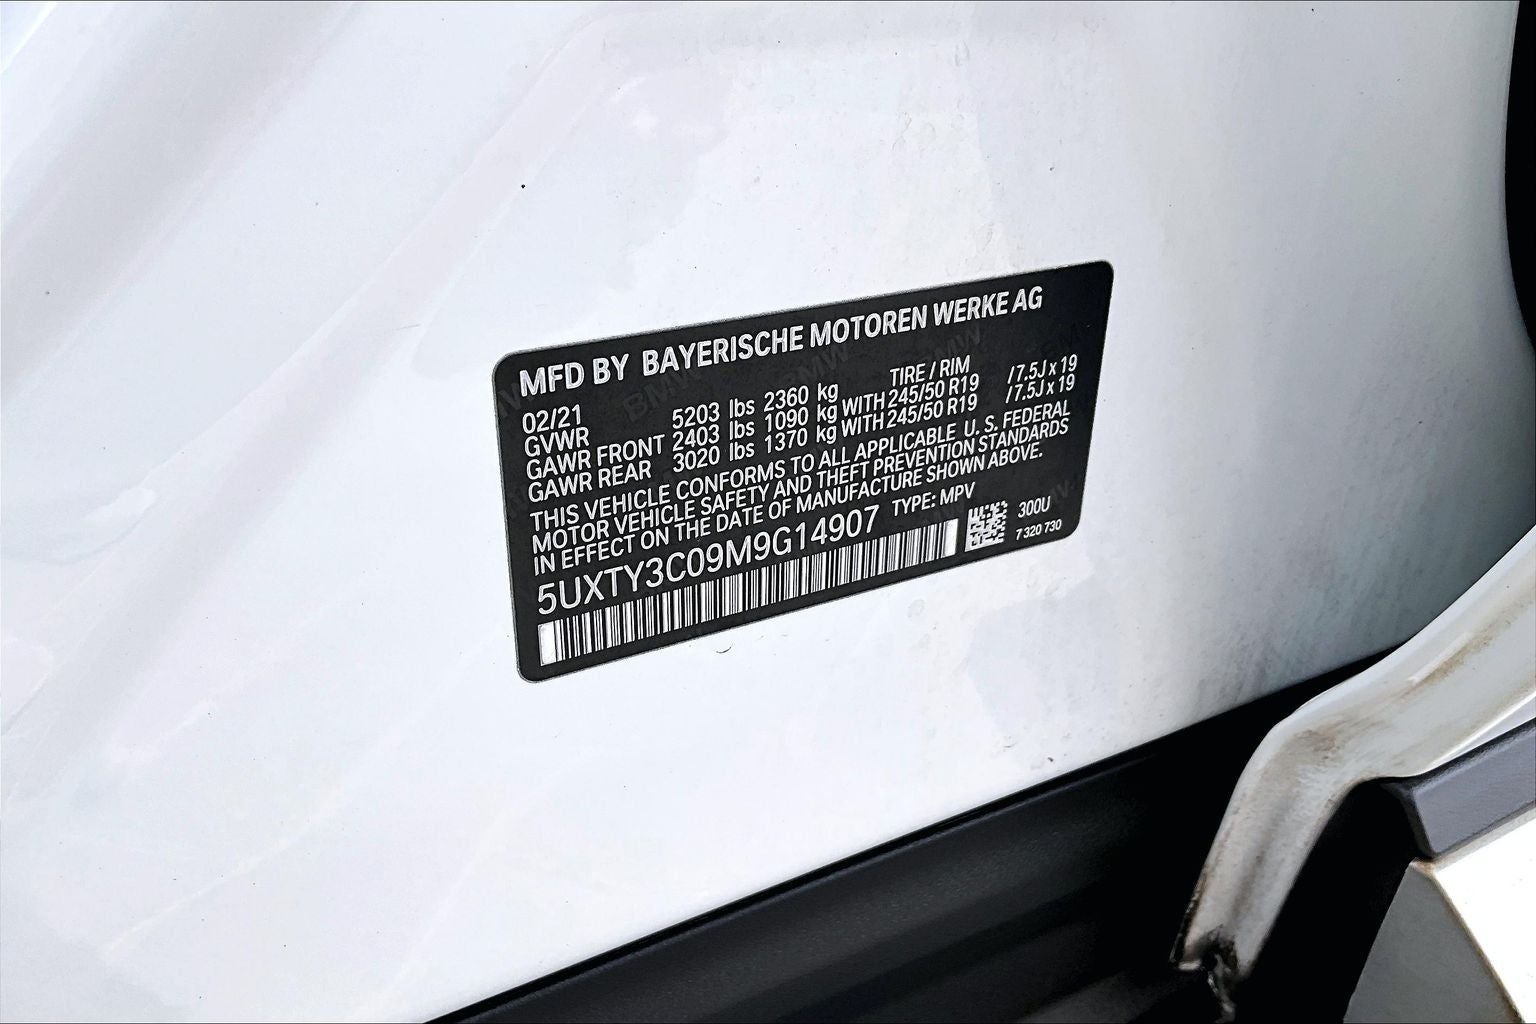 MFD BY BAYERISCHE MOTOREN WERKE AG
02/21 TIRE / RIM
GVWR 5203 lbs 2360 kg
GAWR FRONT 2403 lbs 1090 kg WITH 245/50 R19 /7.5J x 19
GAWR REAR 3020 lbs 1370 kg WITH 245/50 R19 /7.5J x 19
THIS VEHICLE CONFORMS TO ALL APPLICABLE U. S. FEDERAL
MOTOR VEHICLE SAFETY AND THEFT PREVENTION STANDARDS
IN EFFECT ON THE DATE OF MANUFACTURE SHOWN ABOVE.
5UXTY3C09M9G14907 TYPE: MPV
300U
7 320 730